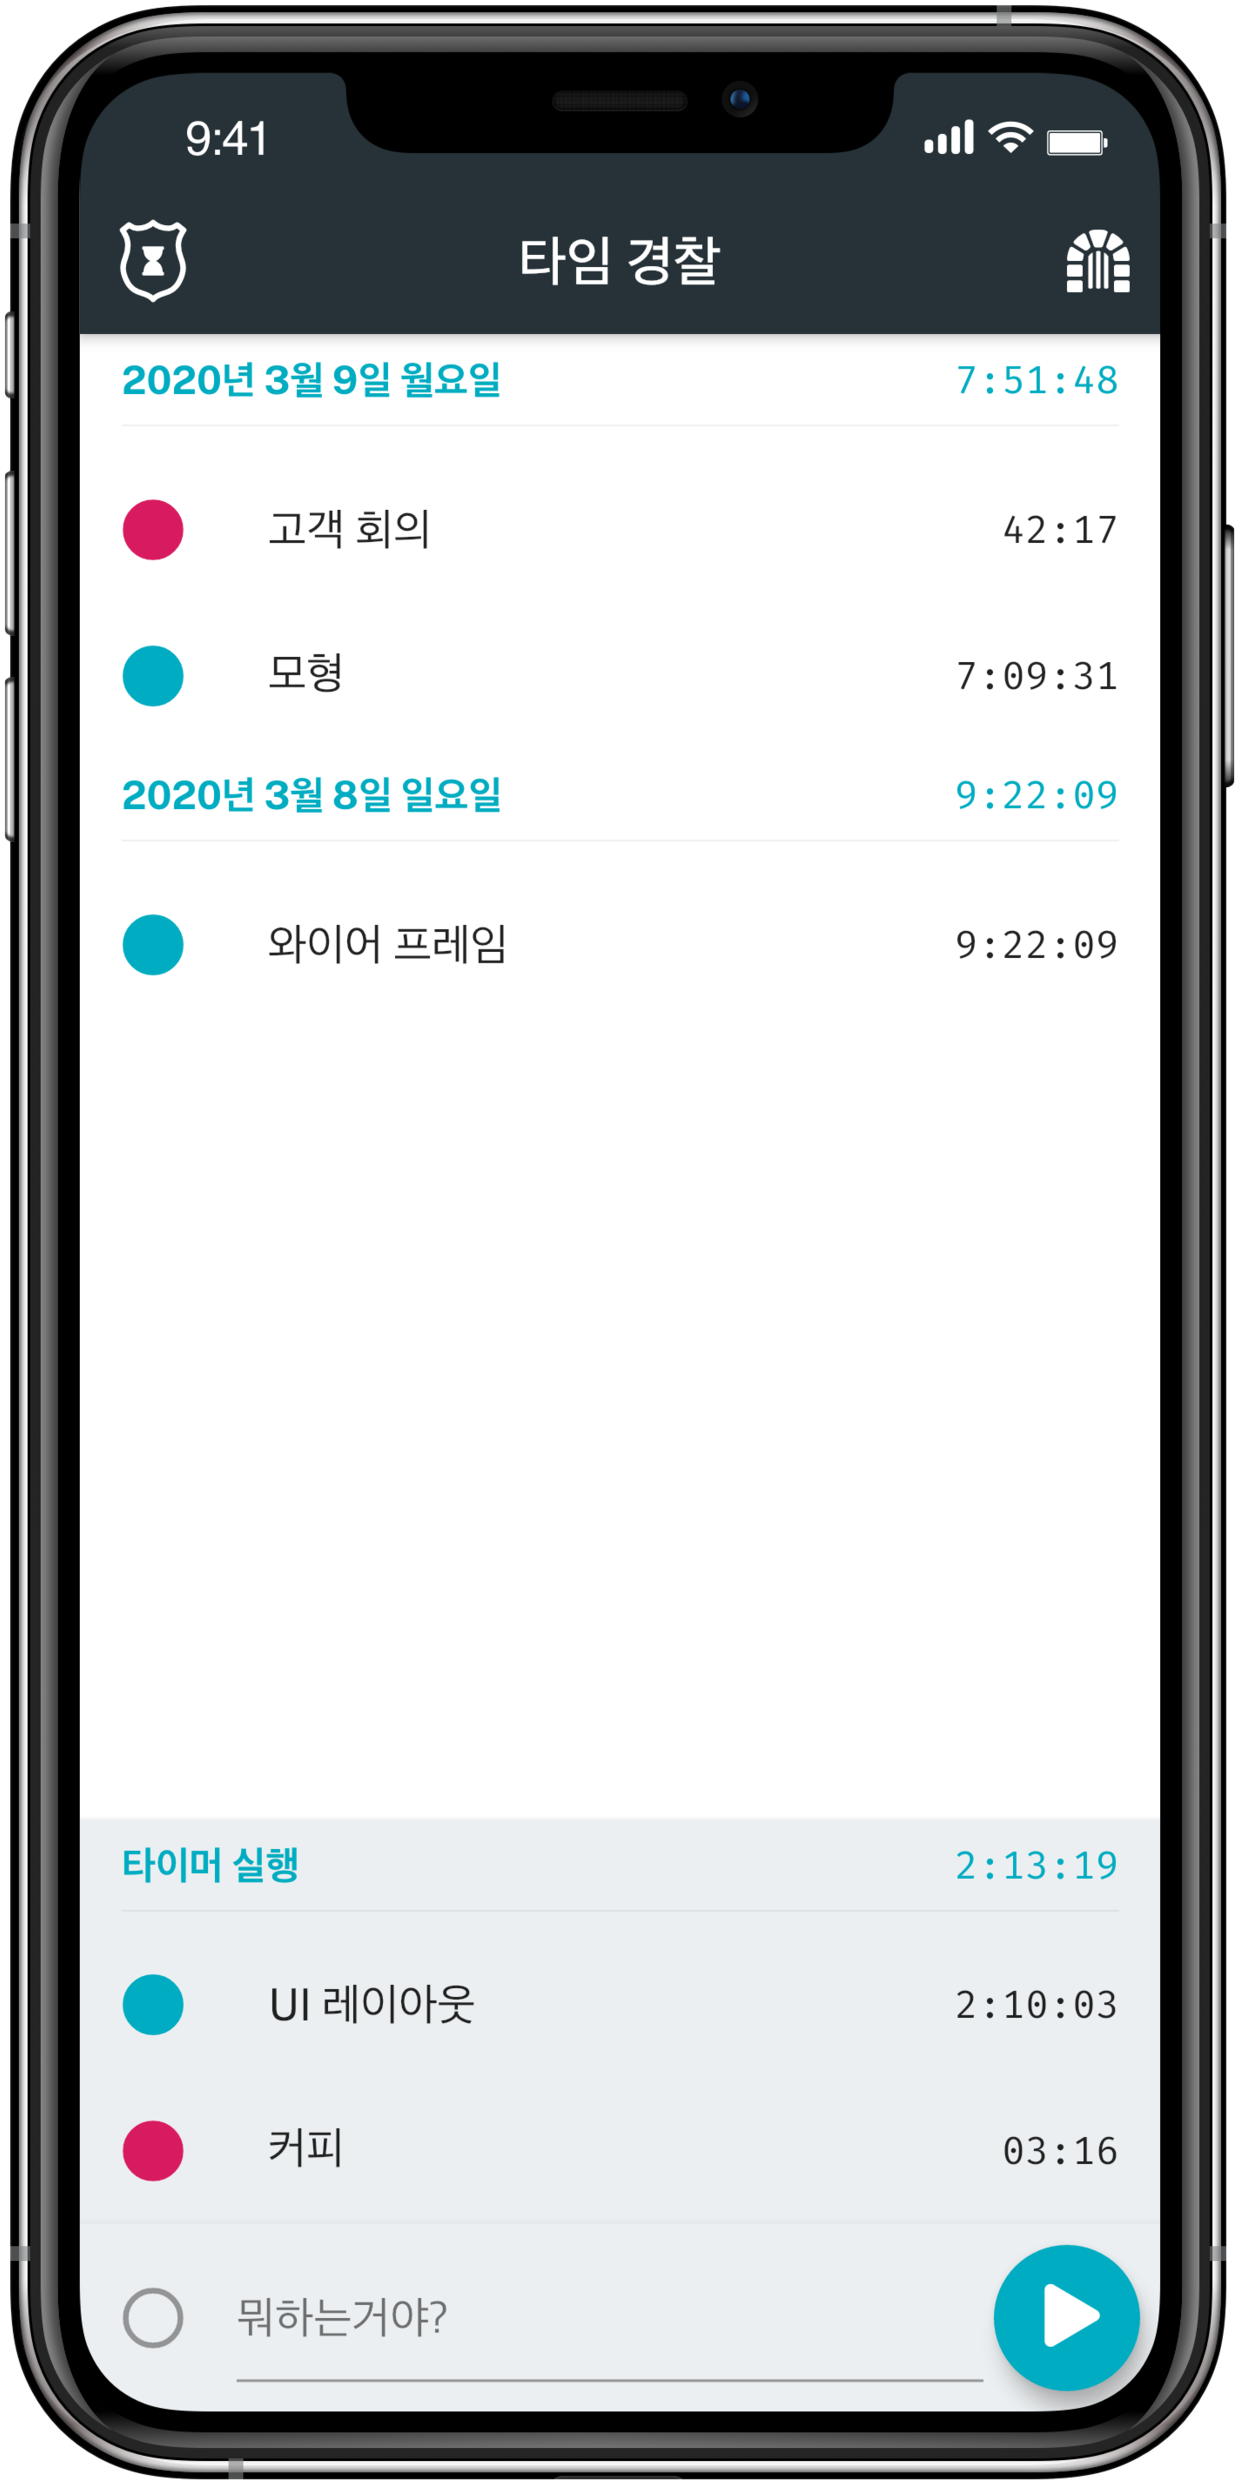 9:41
타임 경찰
2020년 3월 9일 월요일 7:51:48
고객 회의 42:17
모형 7:09:31
2020년 3월 8일 일요일 9:22:09
와이어 프레임 9:22:09
타이머 실행 2:13:19
UI 레이아웃 2:10:03
커피 03:16
뭐하는거야?